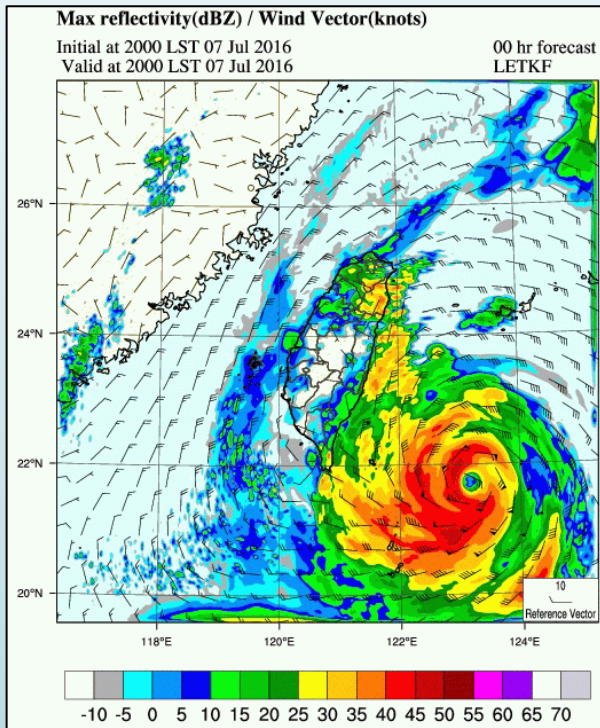 Max reflectivity(dBZ) / Wind Vector(knots)
Initial at 2000 LST 07 Jul 2016 00 hr forecast
Valid at 2000 LST 07 Jul 2016 LETKF
26°N
24°N
22°N
20°N
10
Reference Vector
118°E 120°E 122°E 124°E
-10 -5 0 5 10 15 20 25 30 35 40 45 50 55 60 65 70